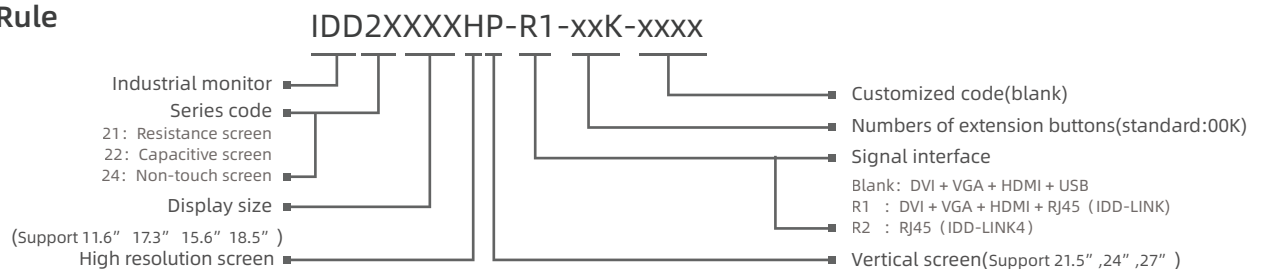 Rule
IDD2XXXXHP-R1-xxK-xxxx
Industrial monitor
Series code
21: Resistance screen
22: Capacitive screen
24: Non-touch screen
Display size
(Support 11.6" 17.3" 15.6" 18.5" )
High resolution screen
Customized code(blank)
Numbers of extension buttons(standard:00K)
Signal interface
Blank: DVI + VGA + HDMI + USB
R1 : DVI + VGA + HDMI + RJ45 (IDD-LINK)
R2 : RJ45 (IDD-LINK4)
Vertical screen(Support 21.5" ,24" ,27" )